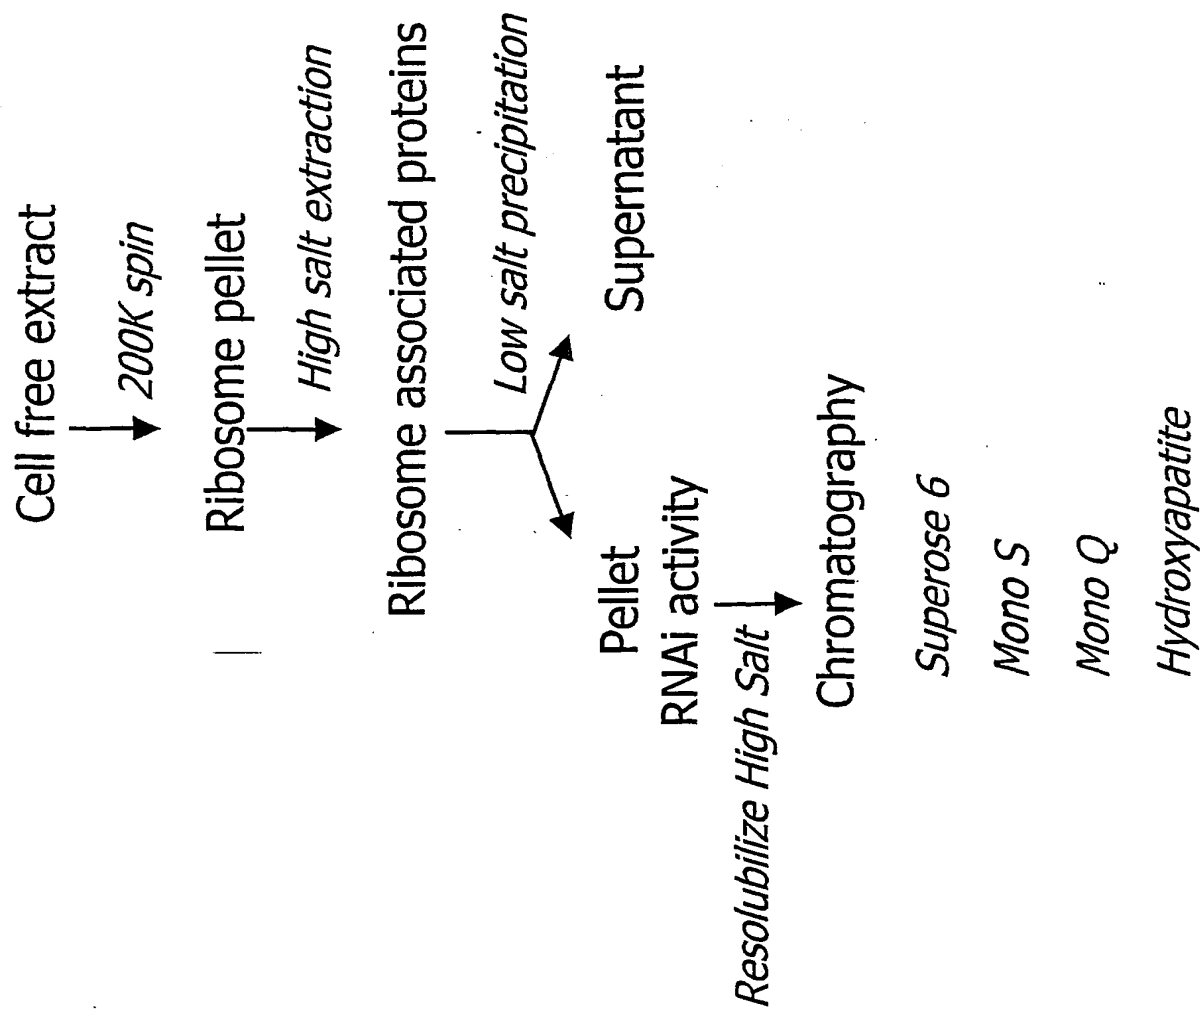 Cell free extract
200K spin
Ribosome pellet
High salt extraction
Ribosome associated proteins
Low salt precipitation
Pellet
Supernatant
RNAi activity
Resolubilize High Salt
Chromatography
Superose 6
Mono S
Mono Q
Hydroxyapatite